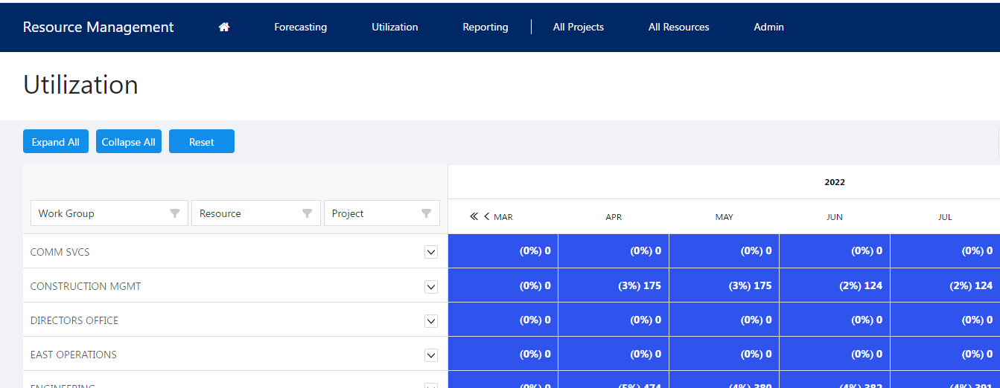 Resource Management Forecasting Utilization Reporting All Projects All Resources Admin
Utilization
Expand All Collapse All Reset
2022
Work Group Resource Project MAR APR MAY JUN JUL
COMM SVCS (0%) 0 (0%) 0 (0%) 0 (0%) 0 (0%) 0
CONSTRUCTION MGMT (0%) 0 (3%) 175 (3%) 175 (2%) 124 (2%) 124
DIRECTORS OFFICE (0%) 0 (0%) 0 (0%) 0 (0%) 0 (0%) 0
EAST OPERATIONS (0%) 0 (0%) 0 (0%) 0 (0%) 0 (0%) 0
ENGINEERING (0%) 0 (5%) 474 (4%) 380 (4%) 382 (4%) 391